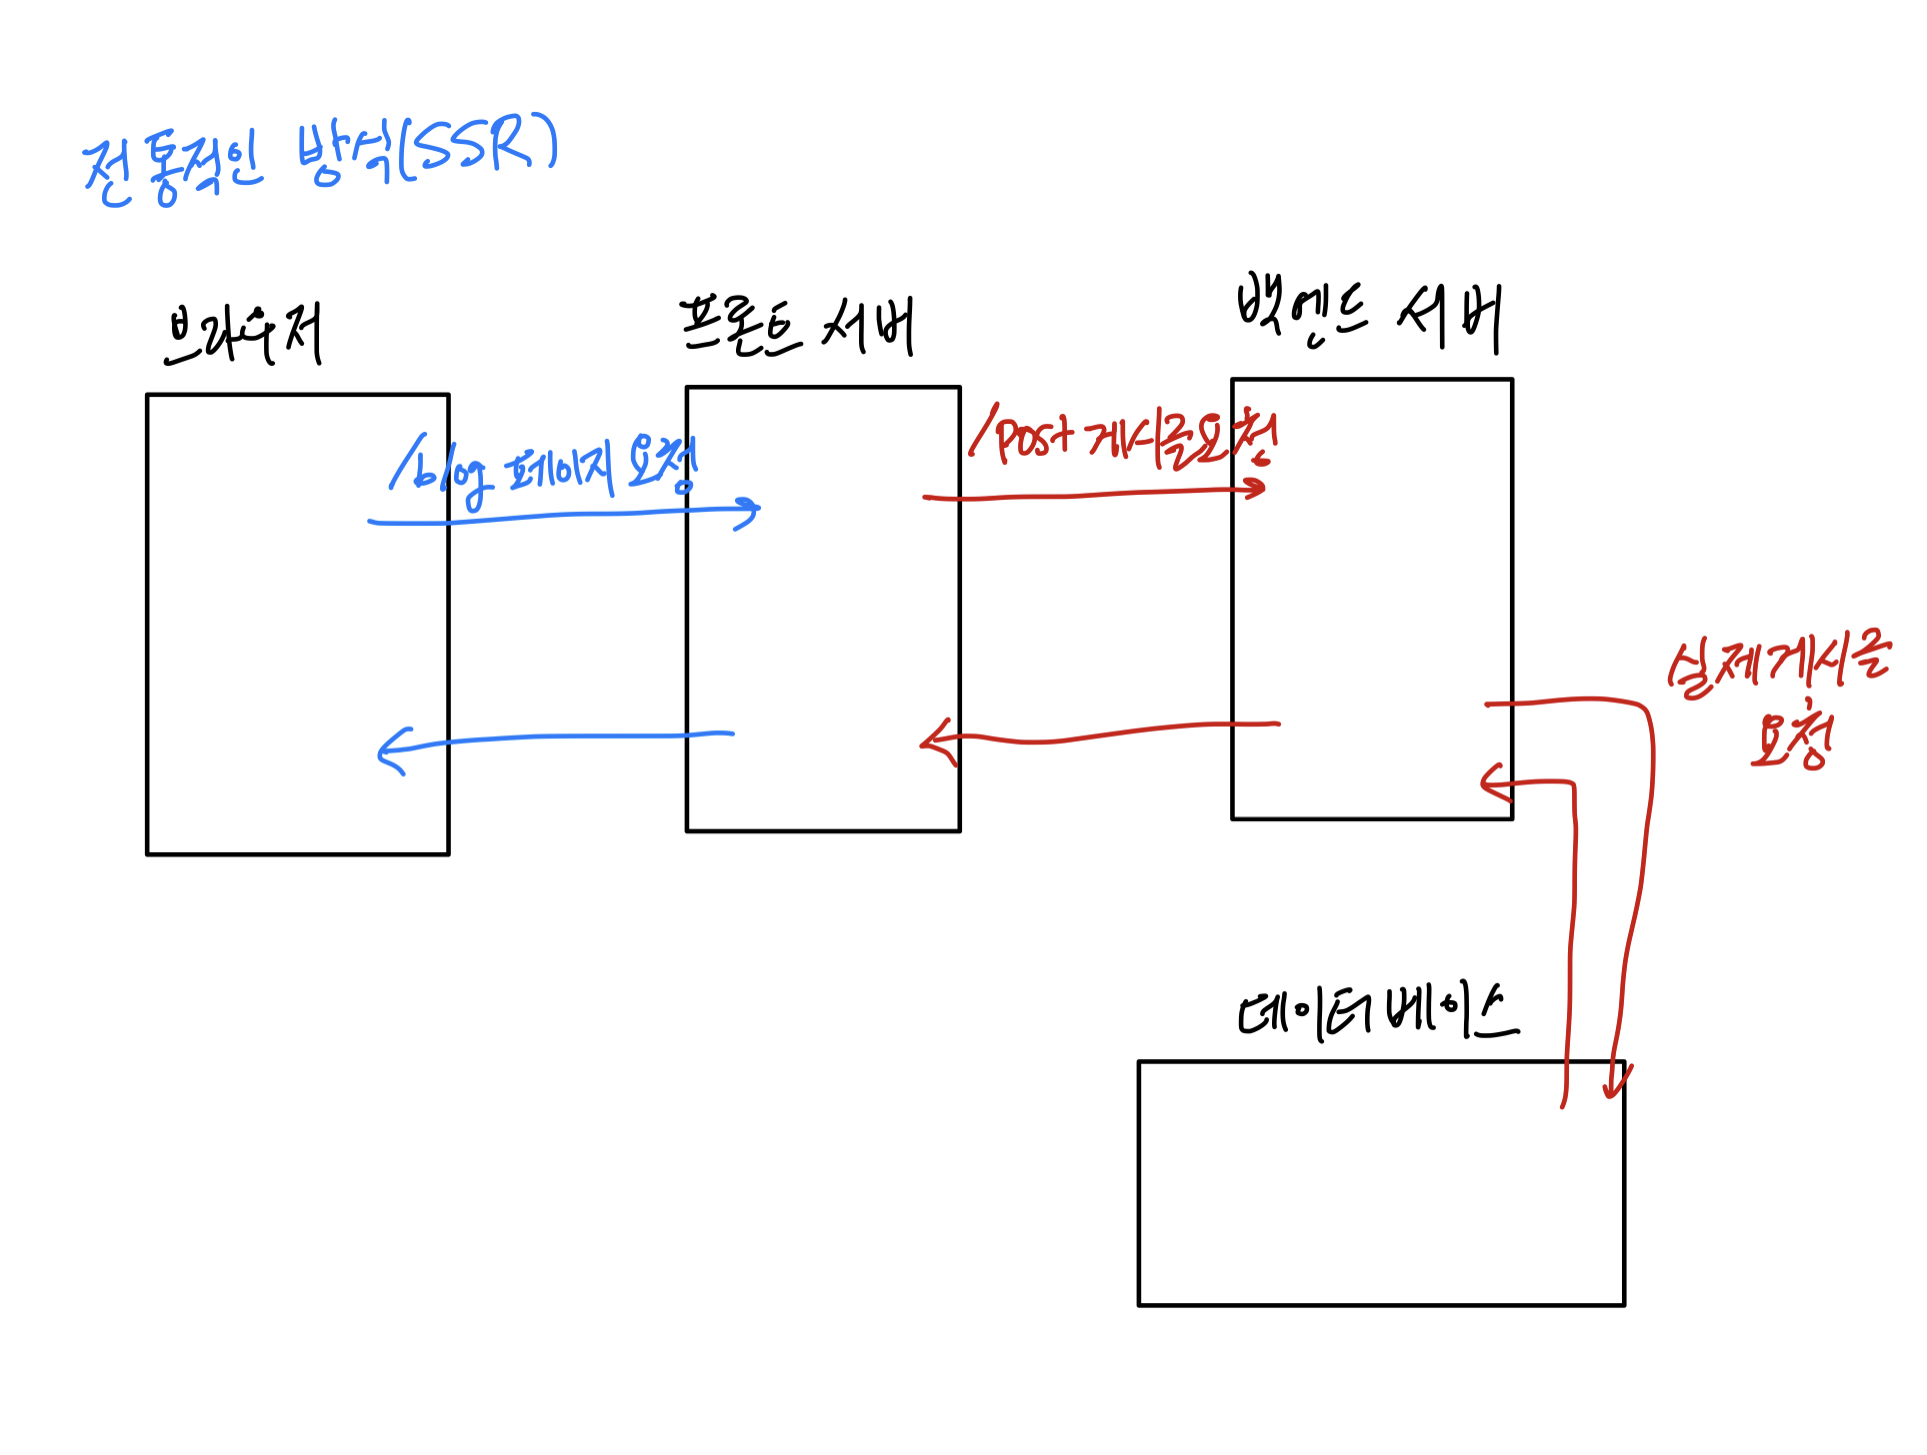 전통적인 방식(SSR)
브라우저
프론트 서버
백엔드 서버
/blog 페이지 요청
/post 게시글요청
실제게시글
요청
데이터베이스